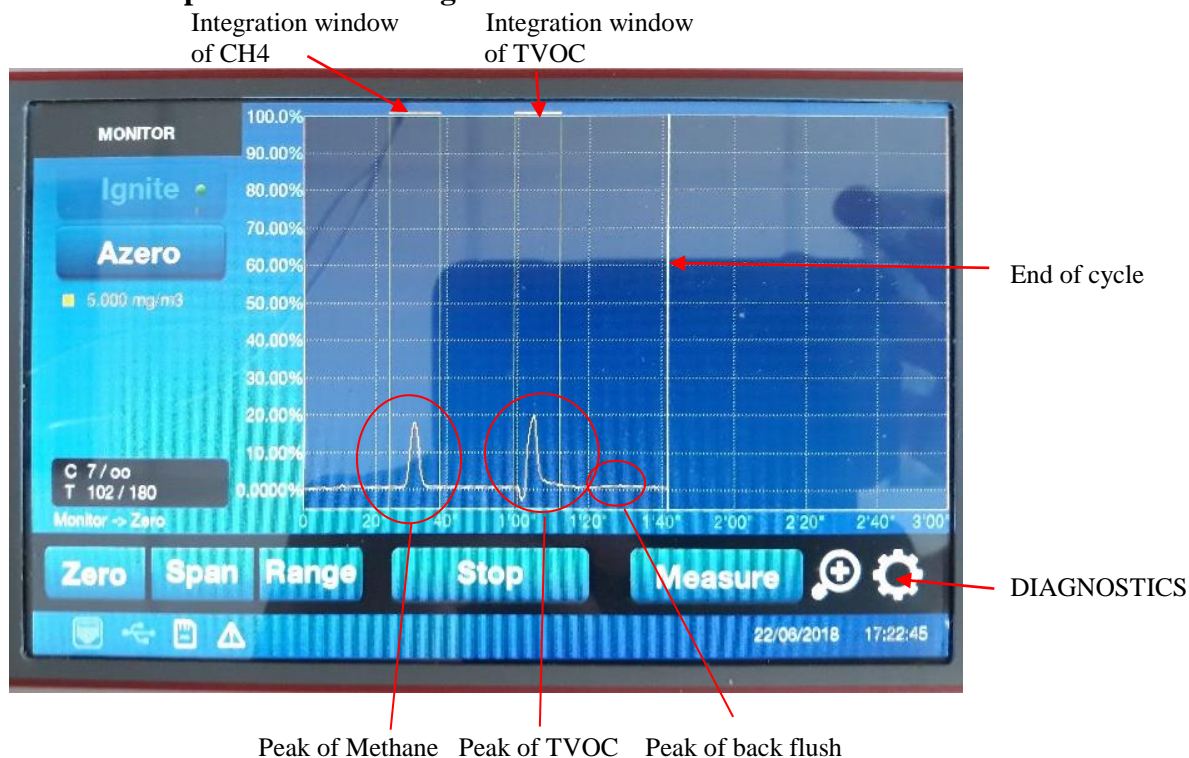 Integration window
of CH4
Integration window
of TVOC
MONITOR
Ignite
Azero
5.000 mg/m3
C 7/oo
T 102 / 180
Monitor -> Zero
100.0%
90.00%
80.00%
70.00%
60.00%
50.00%
40.00%
30.00%
20.00%
10.00%
0.0000%
0 20" 40" 1'00" 1'20" 1'40" 2'00" 2'20" 2'40" 3'00"
End of cycle
Zero Span Range Stop Measure
DIAGNOSTICS
22/06/2018 17:22:45
Peak of Methane Peak of TVOC Peak of back flush